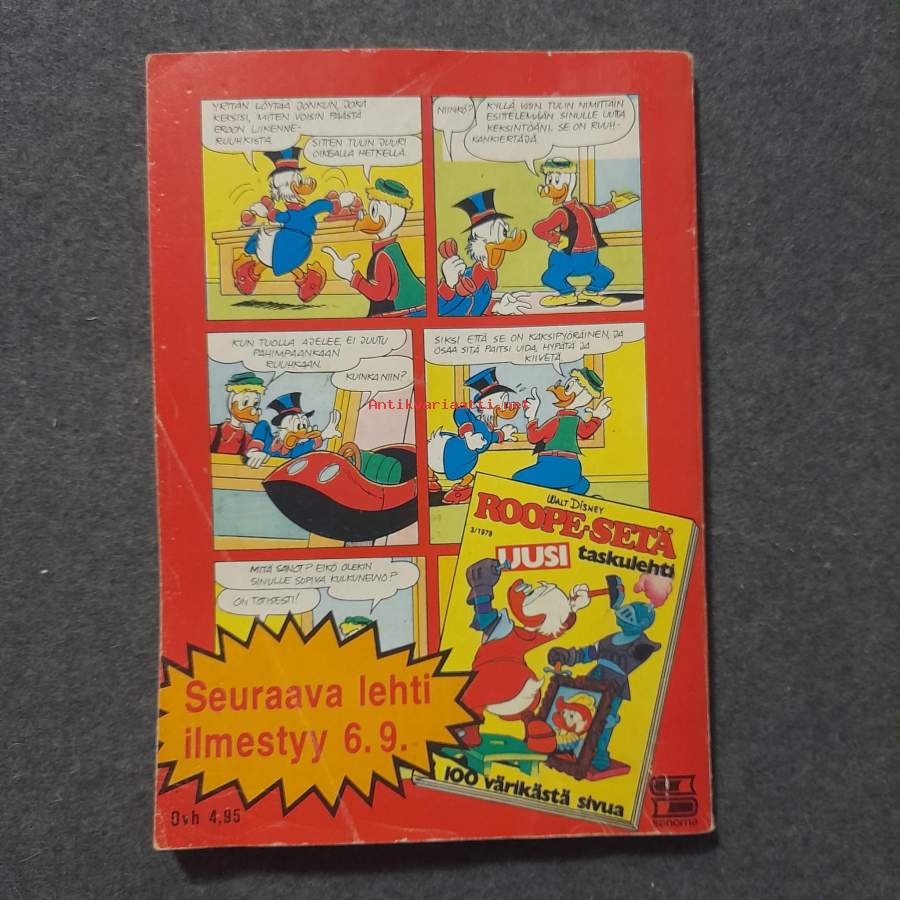 YRITÄN LÖYTÄÄ JONKUN, JOKA
KEKSISI, MITEN VOISIN PÄÄSTÄ
EROON LIIKENNE-
RUUHKISTA.
SITTEN TULIN JUURI
OIKEALLA HETKELLÄ.
NIINKÖ?
KYLLÄ VAIN. TULIN NIMITTÄIN
ESITTELEMÄÄN SINULLE UUTTA
KEKSINTÖÄNI. SE ON RUUH-
KANKIERTÄJÄ.
KUN TUOLLA AJELEE, EI JUUTU
PAHIMPAANKAAN
RUUHKAAN.
KUINKA NIIN?
SIKSI ETTÄ SE ON KAKSIPYÖRÄINEN, JA
OSAA SITÄ PAITSI UIDA, HYPÄTÄ JA
KIIVETÄ.
Antikvariaatti.net
MITÄ SANOT? EIKÖ OLEKIN
SINULLE SOPIVA KULKUNEUVO?
ON TOTISESTI!
WALT DISNEY
ROOPE-SETÄ
3/1978
UUSI taskulehti
100 värikästä sivua
Seuraava lehti
ilmestyy 6.9.
Ovh 4.95
sanoma